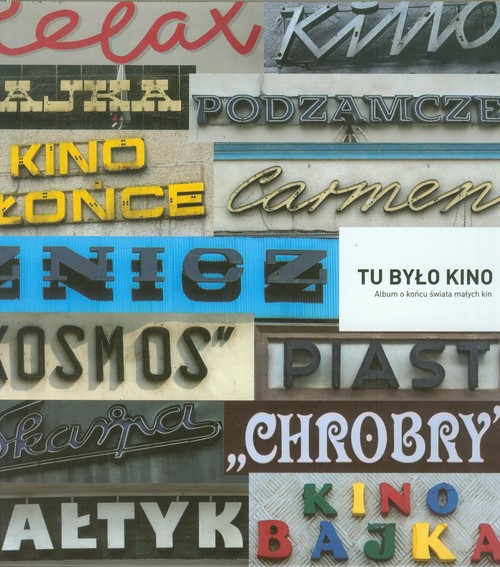 Relax
KINO
AJKA
PODZAMCZE
KINO
ŁOŃCE
Carmen
ZNICZ
TU BYŁO KINO
Album o końcu świata małych kin
KOSMOS"
PIAST
Skarpa
„CHROBRY"
AŁTYK
KINO
BAJKA